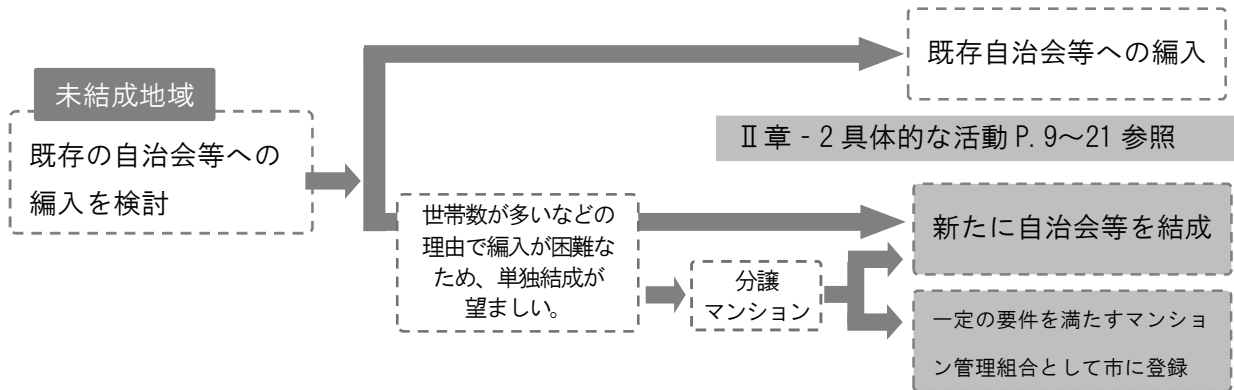 未結成地域
既存の自治会等への
編入を検討
既存自治会等への編入
Ⅱ章 - 2 具体的な活動 P. 9～21 参照
世帯数が多いなどの
理由で編入が困難な
ため、単独結成が
望ましい。
分譲
マンション
新たに自治会等を結成
一定の要件を満たすマンショ
ン管理組合として市に登録